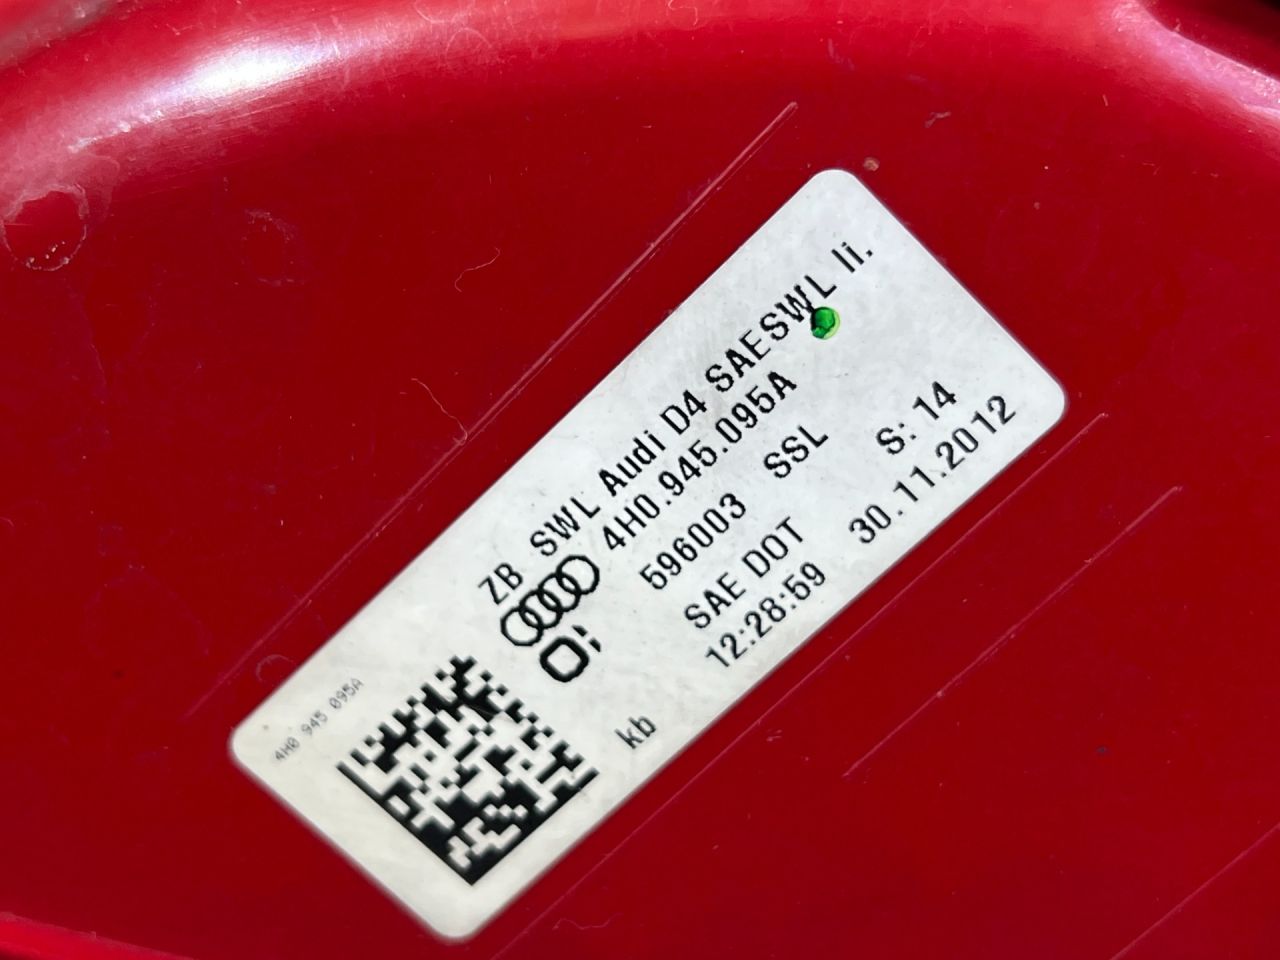 ZB SWL Audi D4 SAESWL li.
4H0.945.095A
596003 SSL
SAE DOT S: 14
12:28:59 30.11.2012
kb
4H0 945 095A